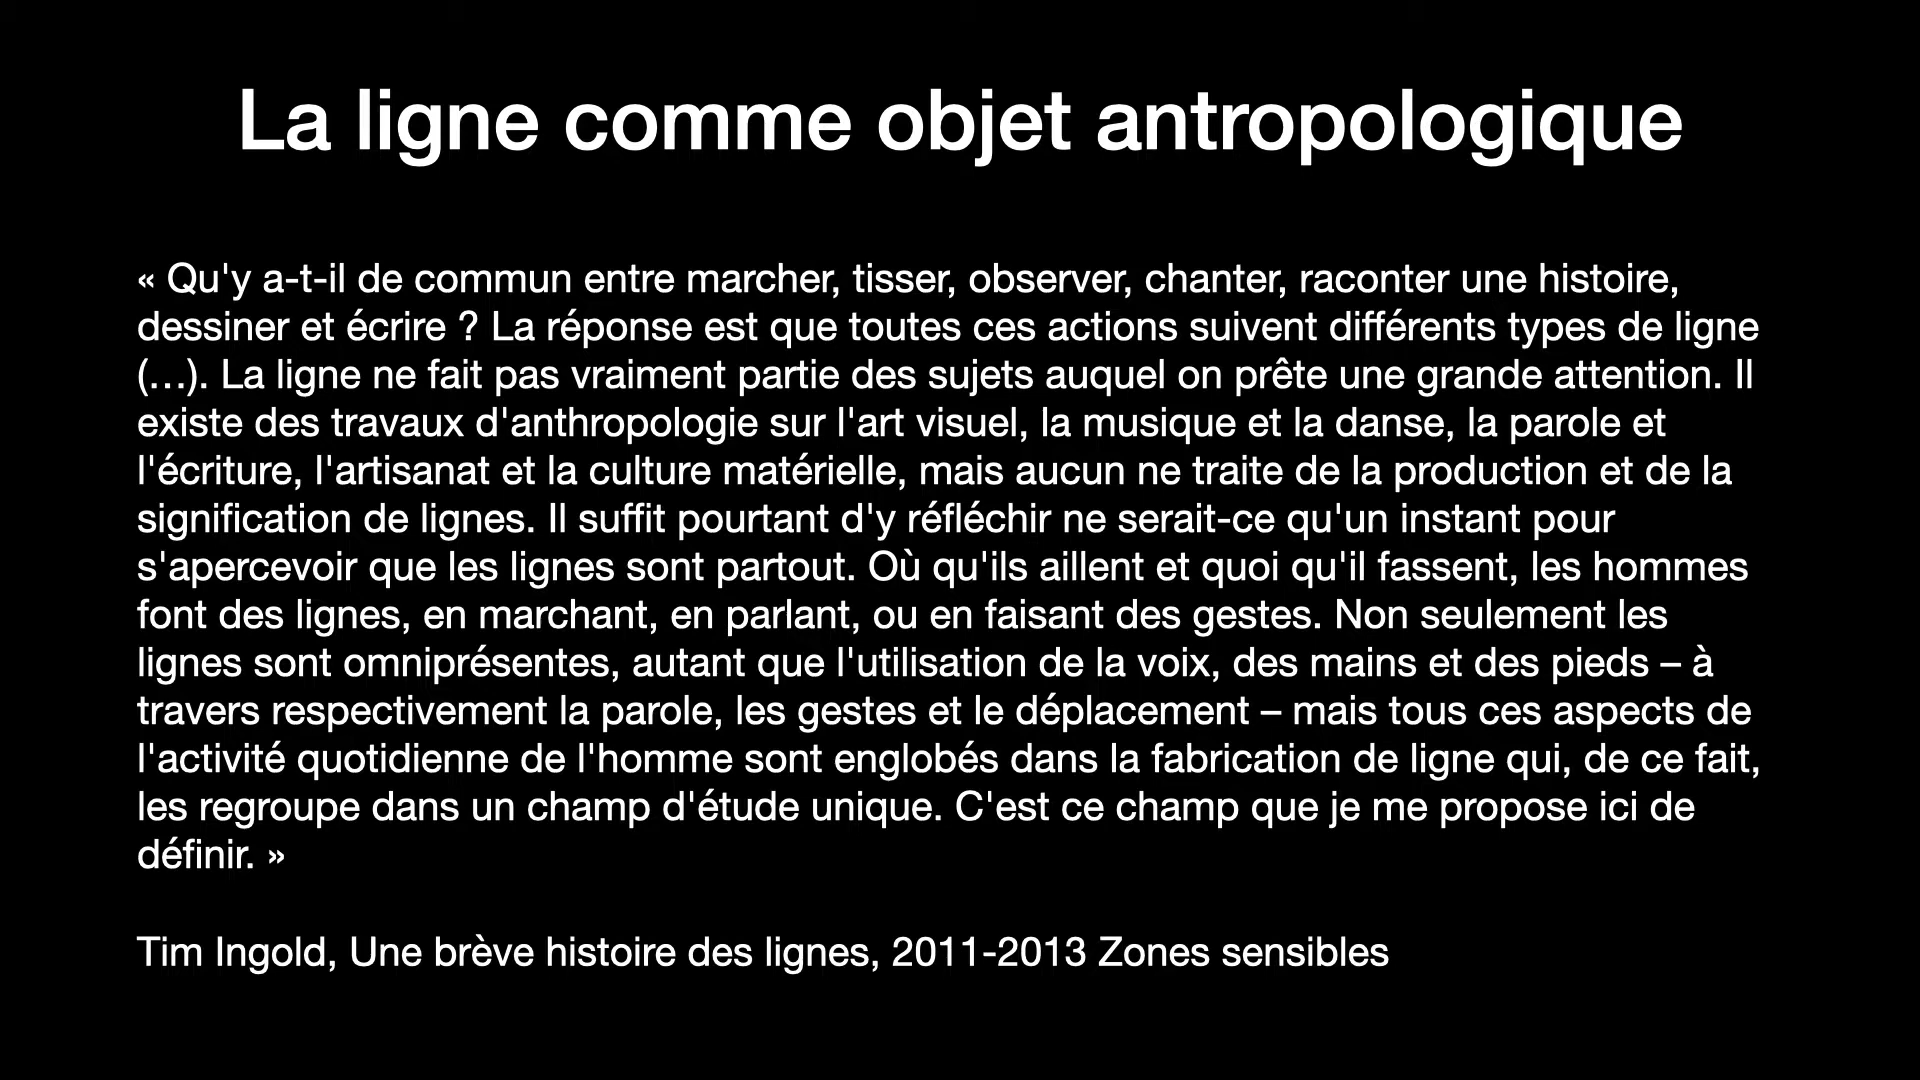 La ligne comme objet antropologique
« Qu'y a-t-il de commun entre marcher, tisser, observer, chanter, raconter une histoire,
dessiner et écrire ? La réponse est que toutes ces actions suivent différents types de ligne
(…). La ligne ne fait pas vraiment partie des sujets auquel on prête une grande attention. Il
existe des travaux d'anthropologie sur l'art visuel, la musique et la danse, la parole et
l'écriture, l'artisanat et la culture matérielle, mais aucun ne traite de la production et de la
signification de lignes. Il suffit pourtant d'y réfléchir ne serait-ce qu'un instant pour
s'apercevoir que les lignes sont partout. Où qu'ils aillent et quoi qu'il fassent, les hommes
font des lignes, en marchant, en parlant, ou en faisant des gestes. Non seulement les
lignes sont omniprésentes, autant que l'utilisation de la voix, des mains et des pieds – à
travers respectivement la parole, les gestes et le déplacement – mais tous ces aspects de
l'activité quotidienne de l'homme sont englobés dans la fabrication de ligne qui, de ce fait,
les regroupe dans un champ d'étude unique. C'est ce champ que je me propose ici de
définir. »
Tim Ingold, Une brève histoire des lignes, 2011-2013 Zones sensibles